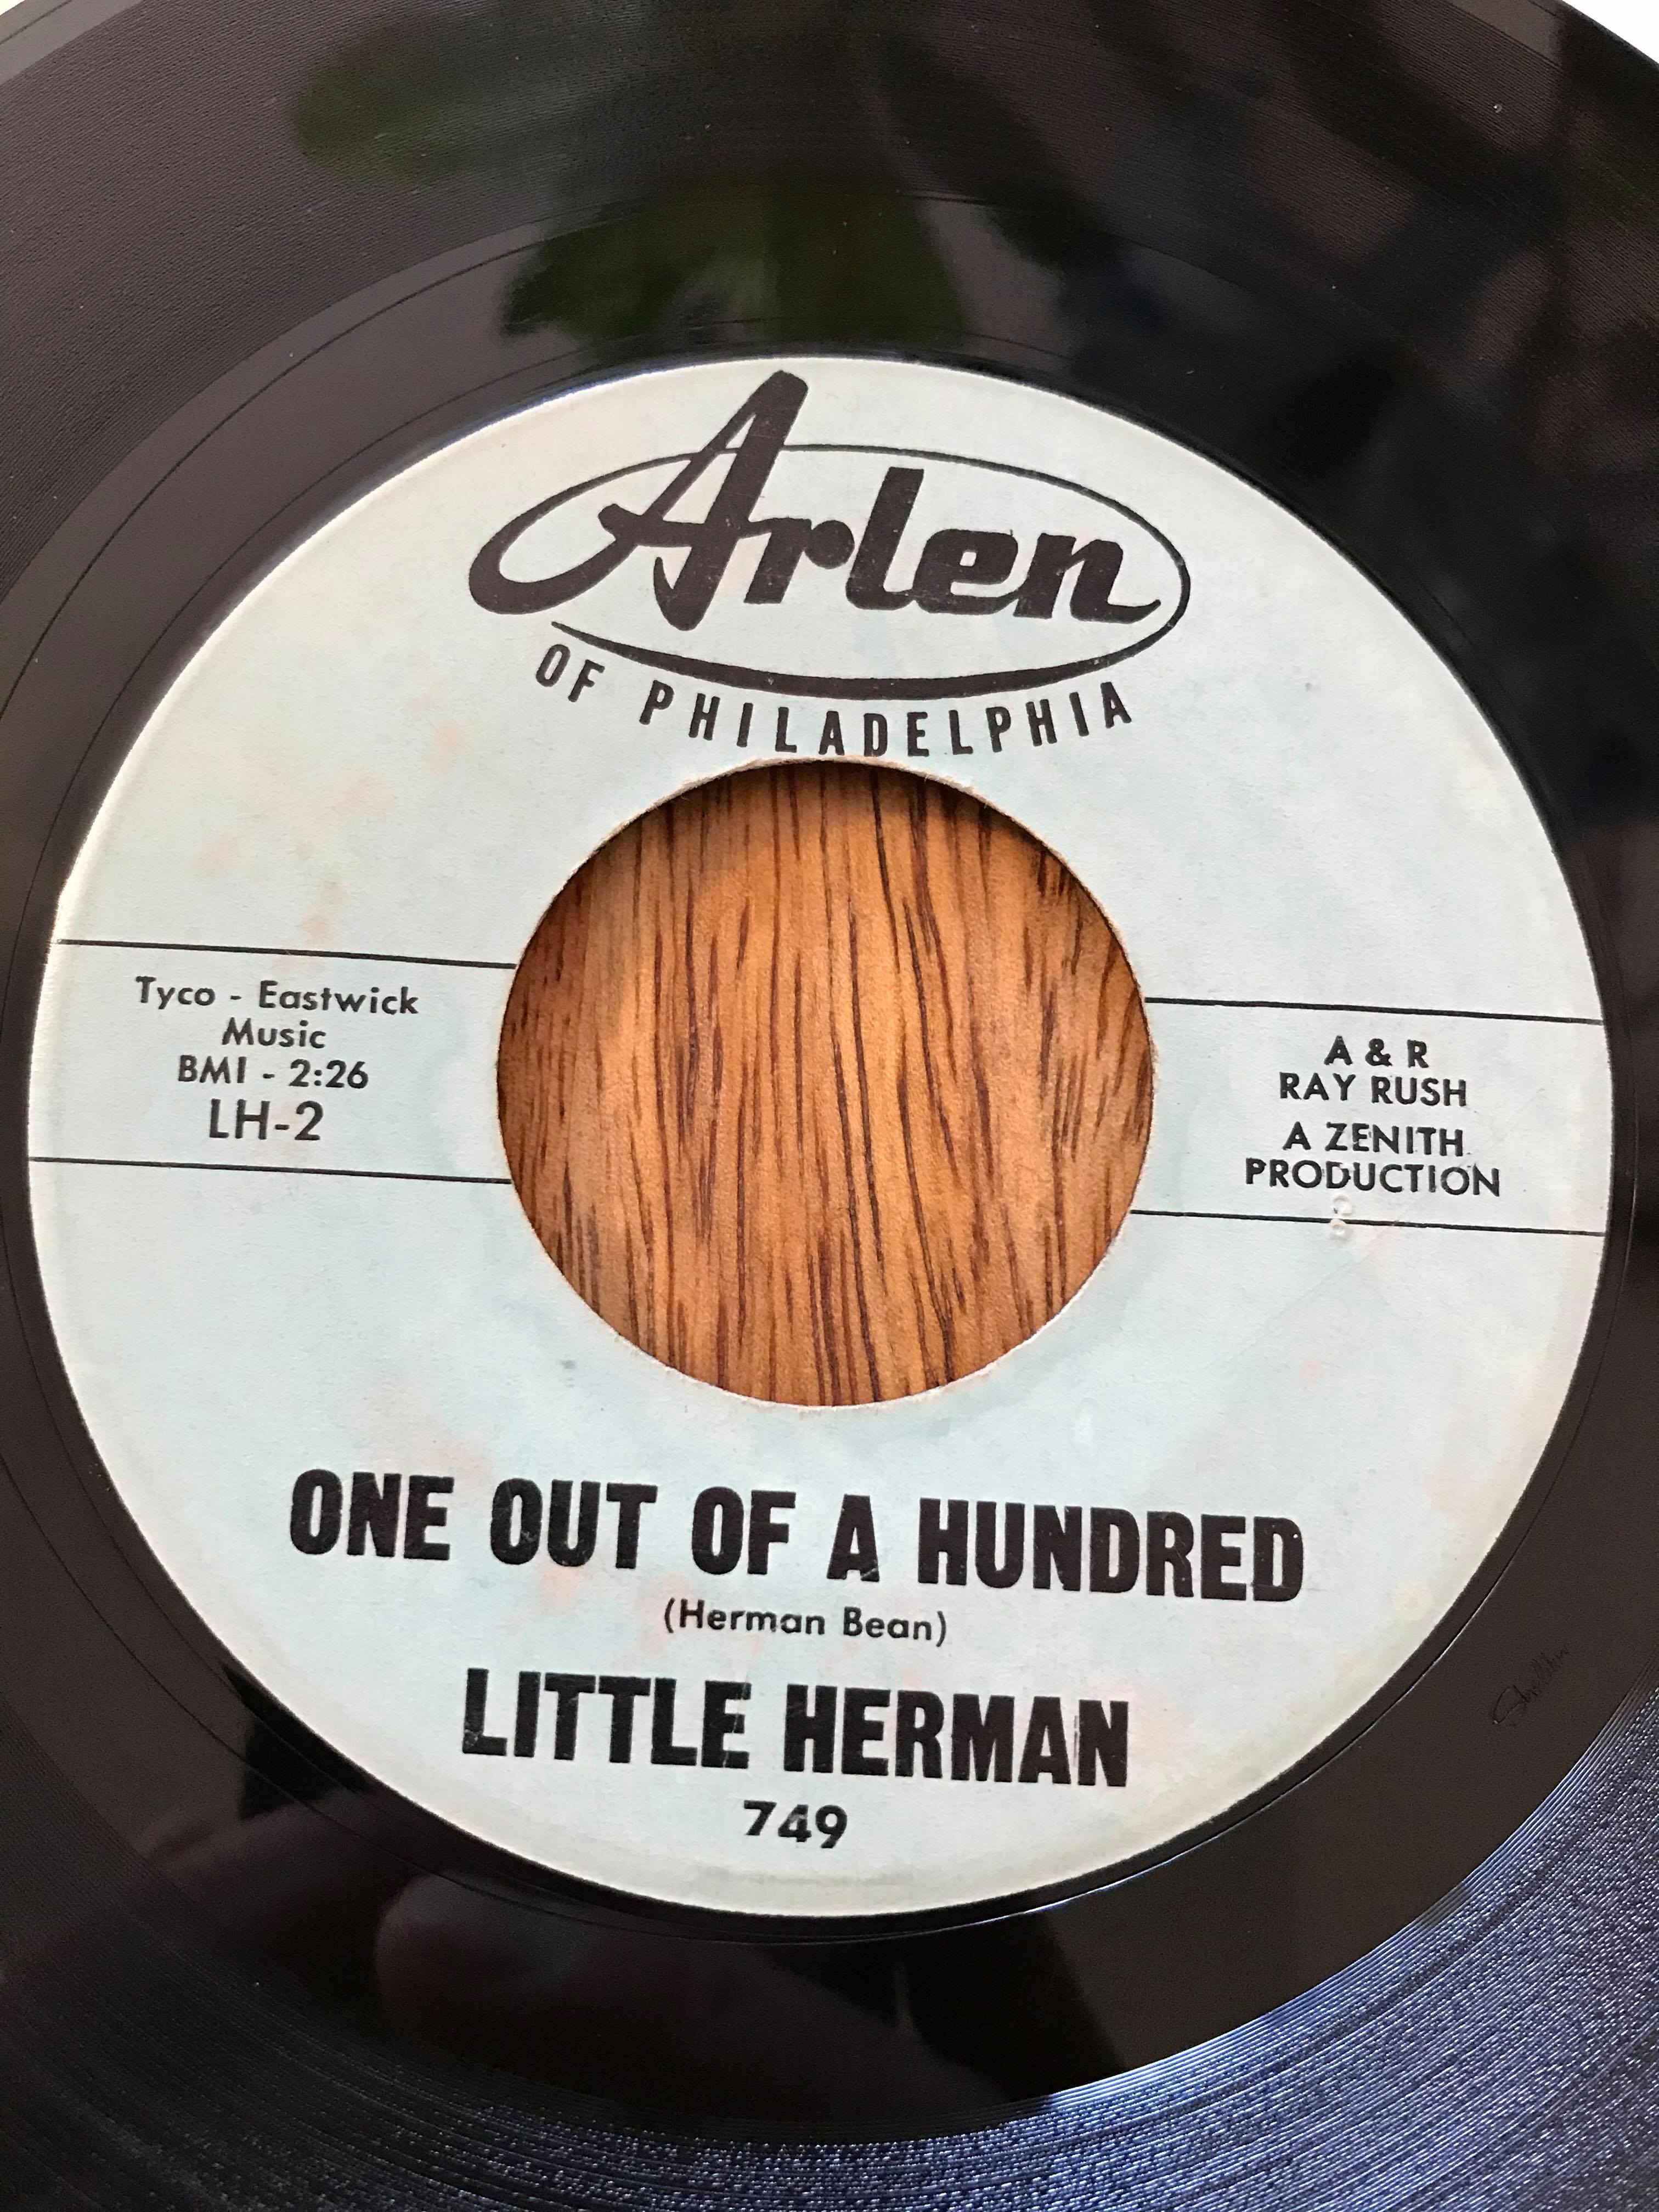 Arlen
OF PHILADELPHIA
Tyco - Eastwick
Music
BMI - 2:26
LH-2
A & R
RAY RUSH
A ZENITH
PRODUCTION
ONE OUT OF A HUNDRED
(Herman Bean)
LITTLE HERMAN
749